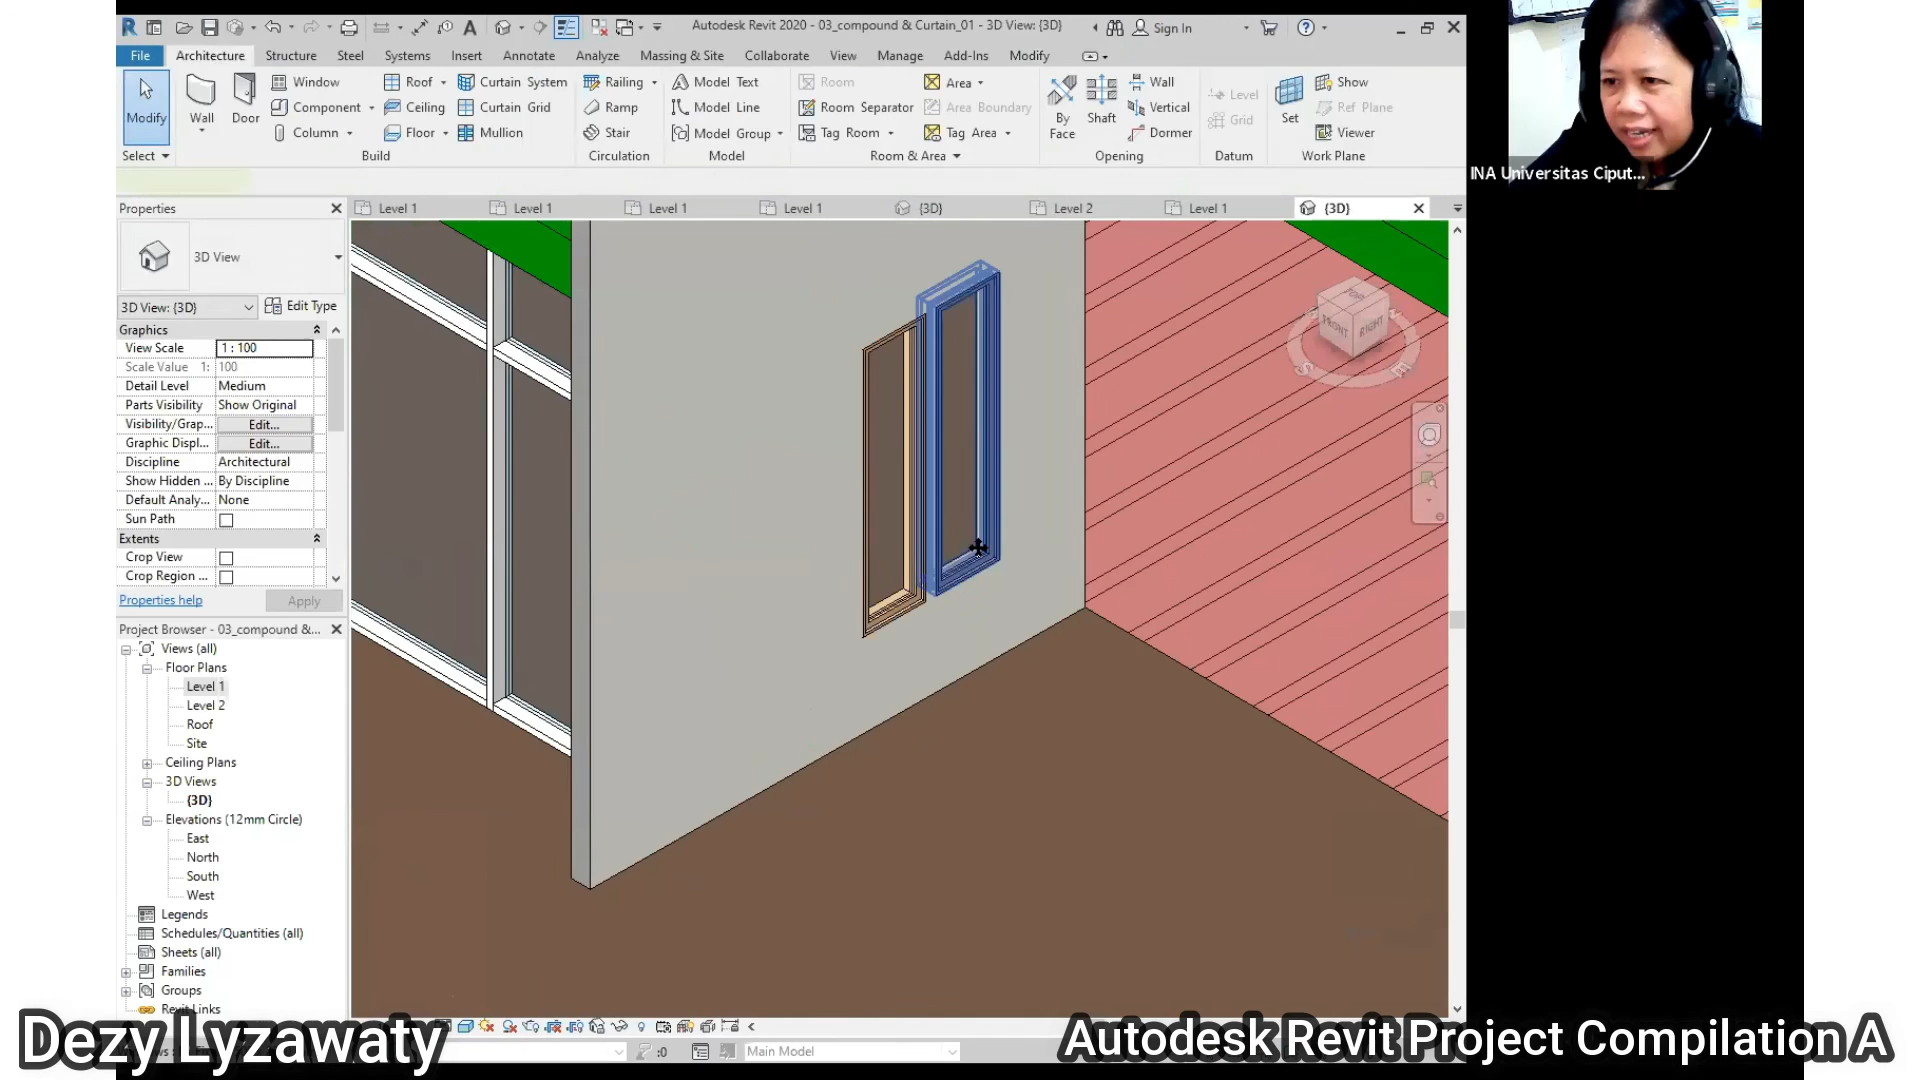 Autodesk Revit 2020 - 03_compound & Curtain_01 - 3D View: {3D}
Sign In
File Architecture Structure Steel Systems Insert Annotate Analyze Massing & Site Collaborate View Manage Add-Ins Modify
Modify
Wall
Door
Window
Component
Column
Roof
Ceiling
Floor
Curtain System
Curtain Grid
Mullion
Railing
Ramp
Stair
Model Text
Model Line
Model Group
Room
Room Separator
Tag Room
Area
Area Boundary
Tag Area
By Face
Shaft
Wall
Vertical
Dormer
Level
Grid
Set
Show
Ref Plane
Viewer
Select Build Circulation Model Room & Area Opening Datum Work Plane
INA Universitas Ciput...
Properties
Level 1 Level 1 Level 1 Level 1 {3D} Level 2 Level 1 {3D}
3D View
3D View: {3D} Edit Type
Graphics
View Scale 1 : 100
Scale Value 1: 100
Detail Level Medium
Parts Visibility Show Original
Visibility/Grap... Edit...
Graphic Displ... Edit...
Discipline Architectural
Show Hidden ... By Discipline
Default Analy... None
Sun Path
Extents
Crop View
Crop Region ...
Properties help Apply
Project Browser - 03_compound &...
Views (all)
Floor Plans
Level 1
Level 2
Roof
Site
Ceiling Plans
3D Views
{3D}
Elevations (12mm Circle)
East
North
South
West
Legends
Schedules/Quantities (all)
Sheets (all)
Families
Groups
Revit Links
TOP
FRONT
RIGHT
S
E
:0 Main Model
Dezy Lyzawaty
Autodesk Revit Project Compilation A